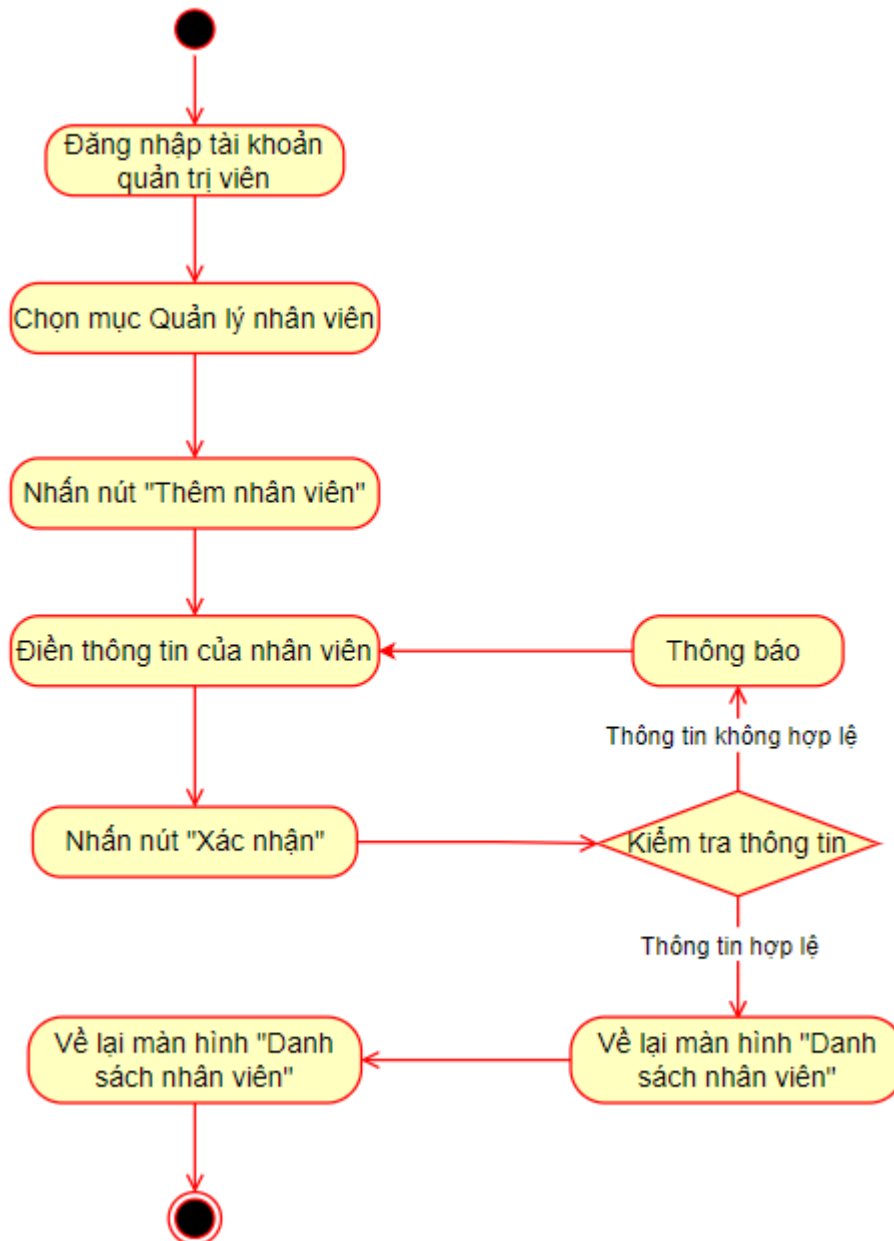 Đăng nhập tài khoản
quản trị viên
Chọn mục Quản lý nhân viên
Nhấn nút "Thêm nhân viên"
Điền thông tin của nhân viên
Thông báo
Thông tin không hợp lệ
Nhấn nút "Xác nhận"
Kiểm tra thông tin
Thông tin hợp lệ
Về lại màn hình "Danh
sách nhân viên"
Về lại màn hình "Danh
sách nhân viên"